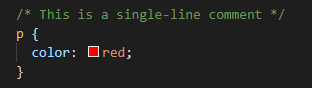 /* This is a single-line comment */
p {
  color: red;
}